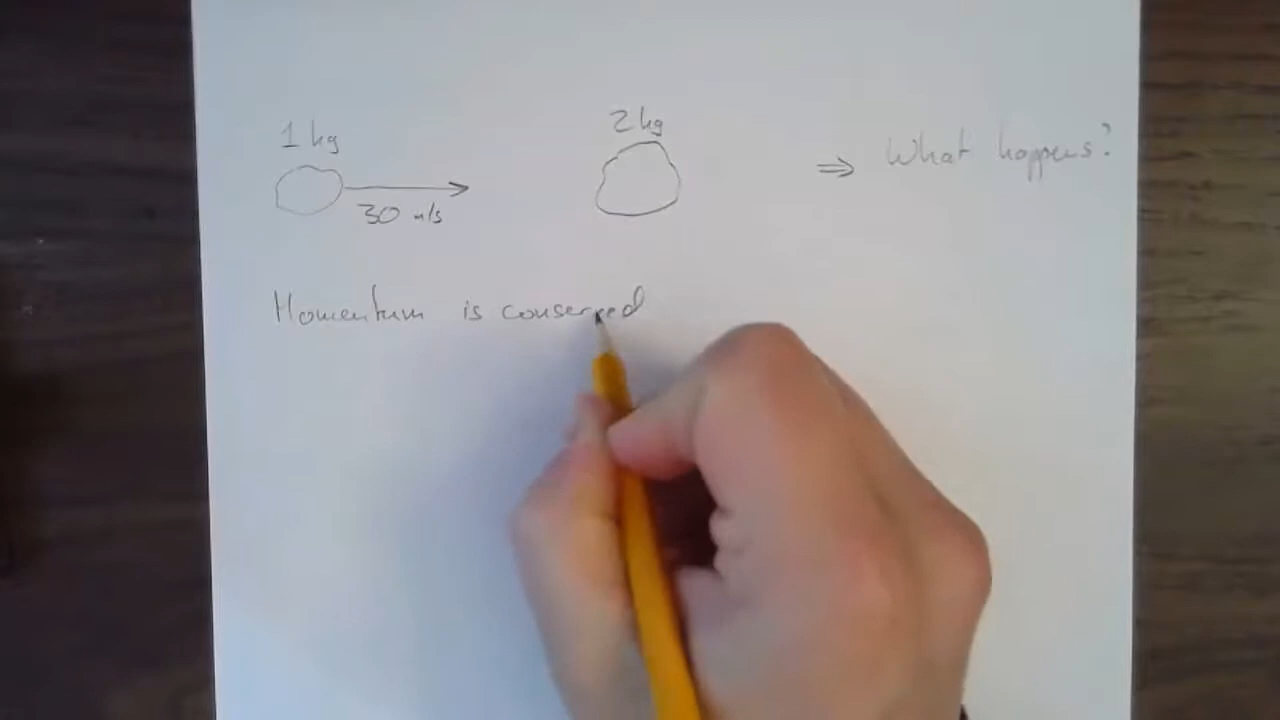 1 kg
2 kg
⇒ What happens?
30 m/s
Momentum is conserved